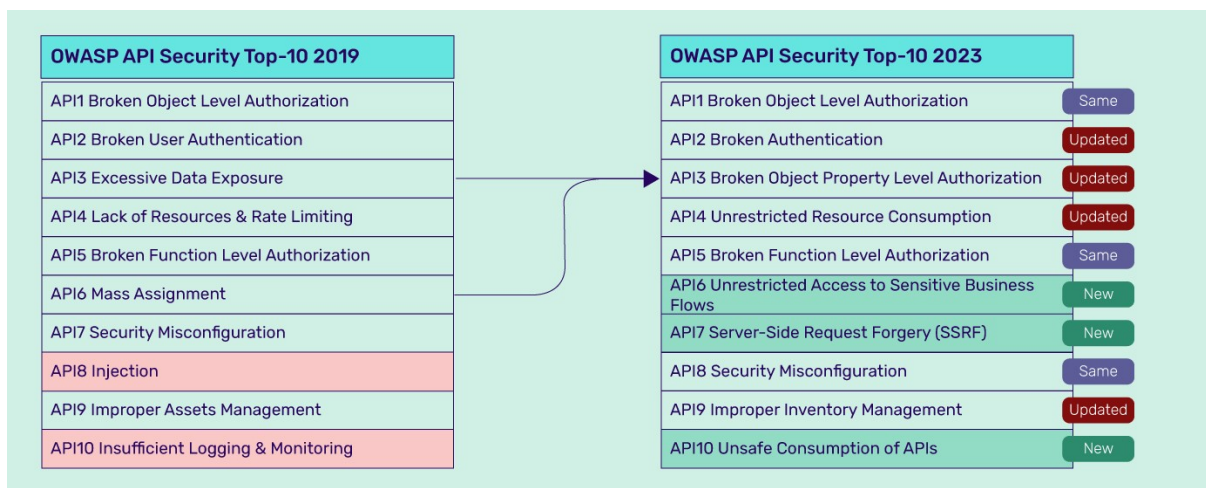 OWASP API Security Top-10 2019
API1 Broken Object Level Authorization
API2 Broken User Authentication
API3 Excessive Data Exposure
API4 Lack of Resources & Rate Limiting
API5 Broken Function Level Authorization
API6 Mass Assignment
API7 Security Misconfiguration
API8 Injection
API9 Improper Assets Management
API10 Insufficient Logging & Monitoring
OWASP API Security Top-10 2023
API1 Broken Object Level Authorization Same
API2 Broken Authentication Updated
API3 Broken Object Property Level Authorization Updated
API4 Unrestricted Resource Consumption Updated
API5 Broken Function Level Authorization Same
API6 Unrestricted Access to Sensitive Business
Flows New
API7 Server-Side Request Forgery (SSRF) New
API8 Security Misconfiguration Same
API9 Improper Inventory Management Updated
API10 Unsafe Consumption of APIs New